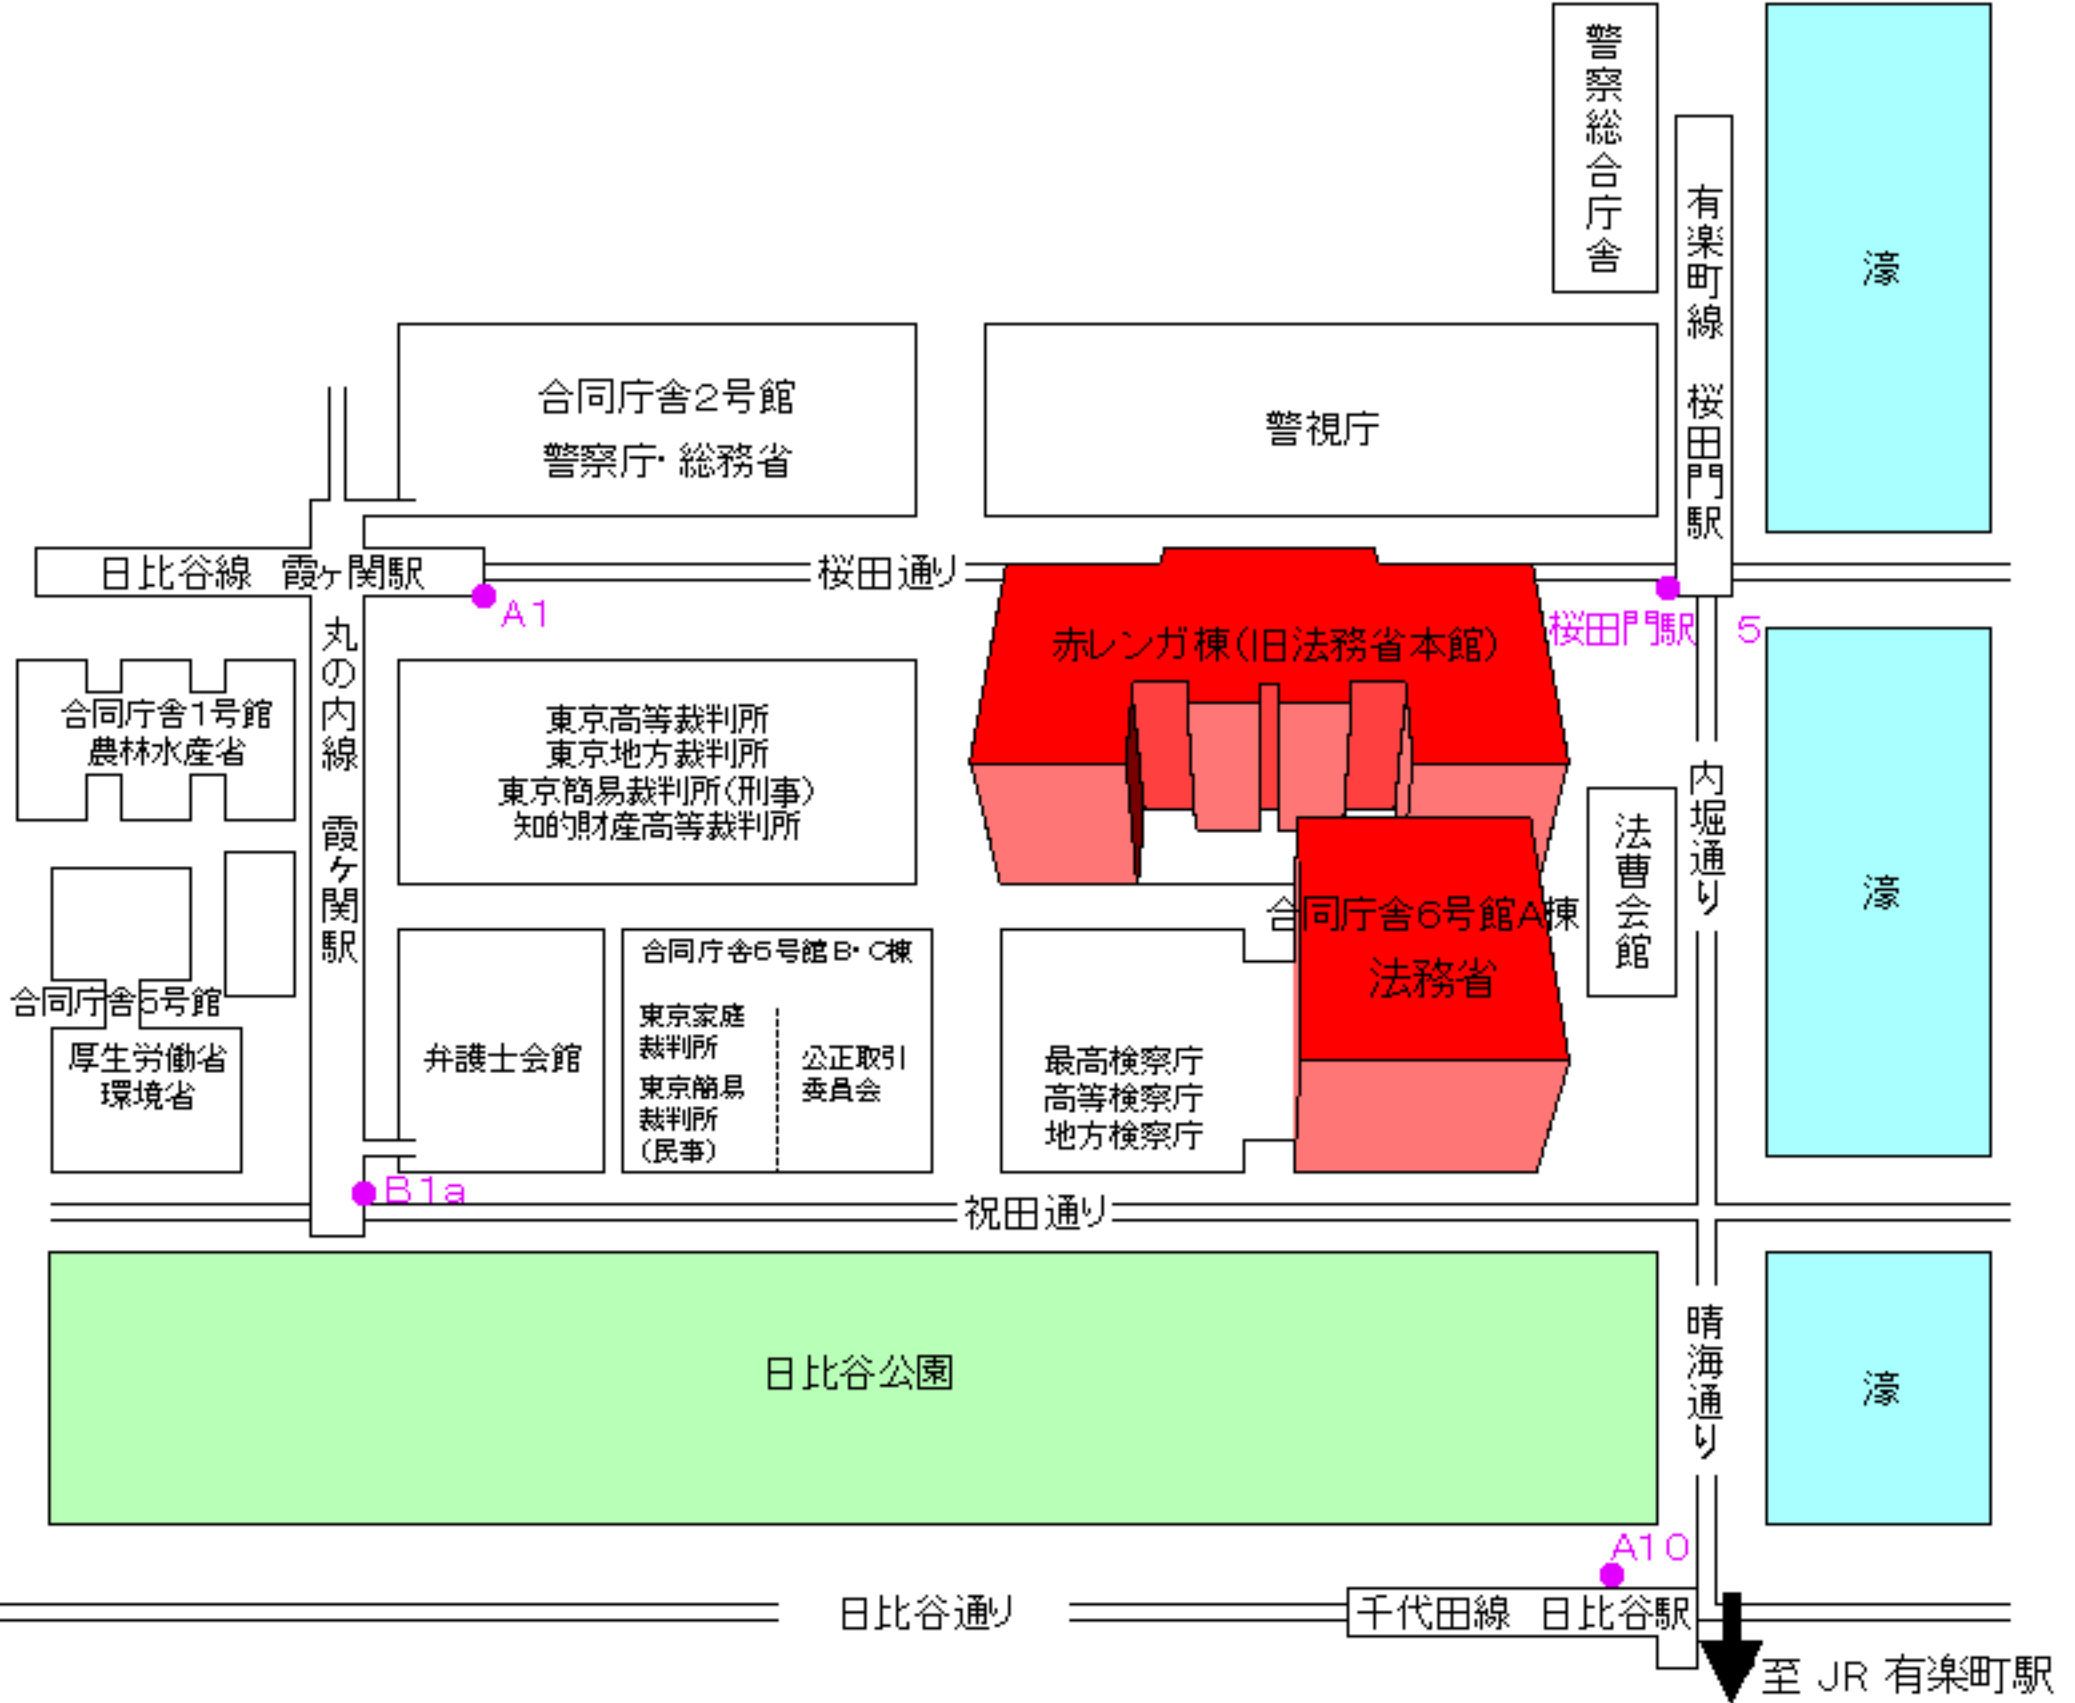 警察総合庁舎
有楽町線　桜田門駅
濠
合同庁舎2号館
警察庁・総務省
警視庁
日比谷線　霞ヶ関駅
桜田通り
A1
桜田門駅　5
丸の内線　霞ヶ関駅
赤レンガ棟(旧法務省本館)
合同庁舎1号館
農林水産省
東京高等裁判所
東京地方裁判所
東京簡易裁判所(刑事)
知的財産高等裁判所
内堀通り
法曹会館
濠
合同庁舎6号館A棟
法務省
合同庁舎5号館
厚生労働省
環境省
弁護士会館
合同庁舎6号館B・C棟
東京家庭
裁判所
東京簡易
裁判所
(民事)
公正取引
委員会
最高検察庁
高等検察庁
地方検察庁
B1a
祝田通り
日比谷公園
晴海通り
濠
A10
日比谷通り
千代田線　日比谷駅
至 JR 有楽町駅